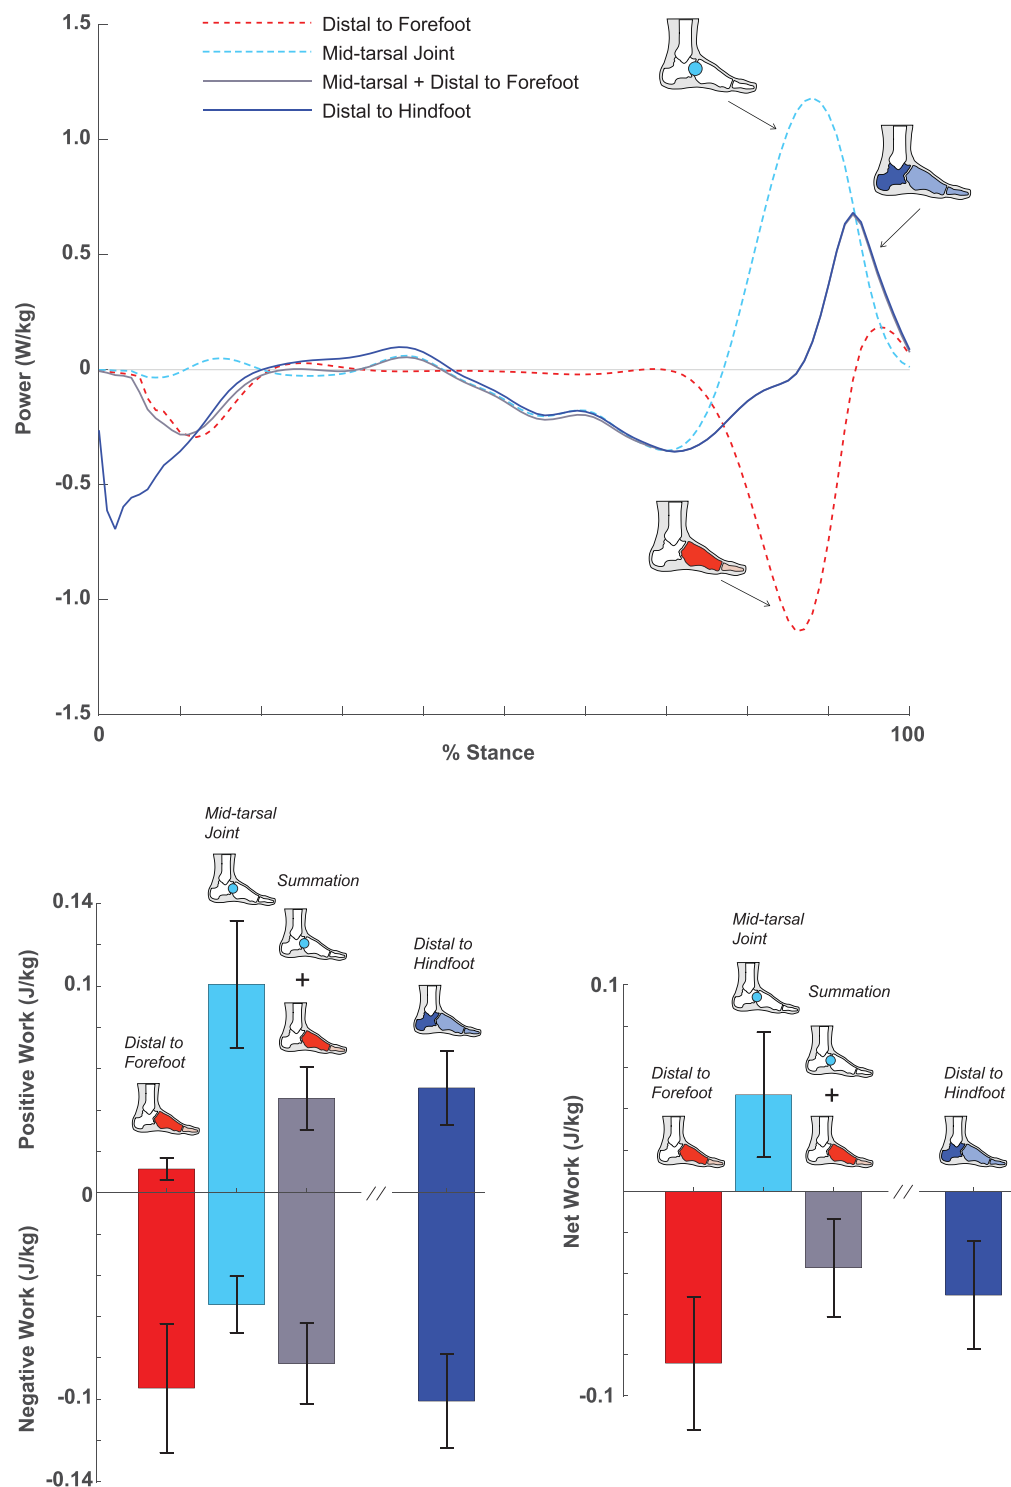 1.5
1.0
0.5
0
-0.5
-1.0
-1.5
Power (W/kg)
Distal to Forefoot
Mid-tarsal Joint
Mid-tarsal + Distal to Forefoot
Distal to Hindfoot
0
100
% Stance
Mid-tarsal
Joint
Summation
+
Distal to
Hindfoot
Distal to
Forefoot
0.14
0.1
0
-0.1
-0.14
Positive Work (J/kg)
Negative Work (J/kg)
//
Mid-tarsal
Joint
Summation
+
Distal to
Forefoot
Distal to
Hindfoot
0.1
-0.1
Net Work (J/kg)
//